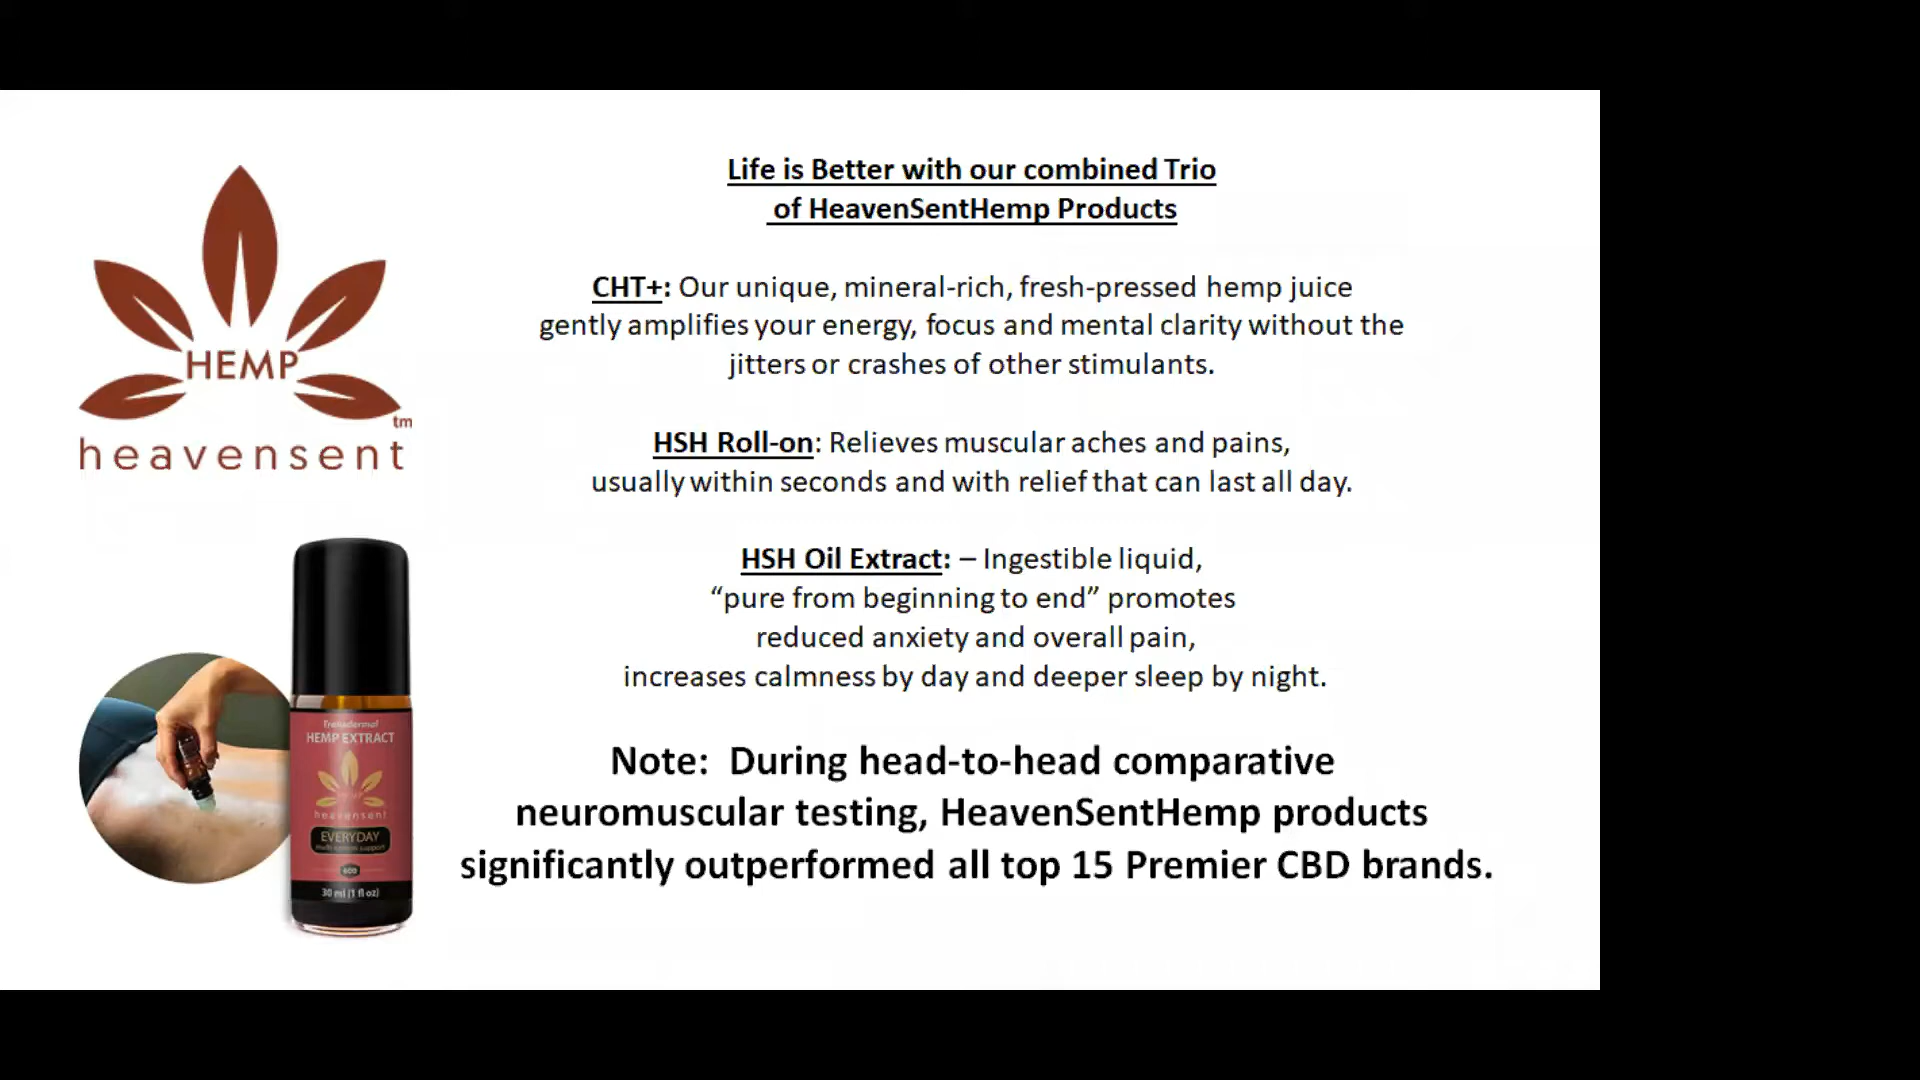 Life is Better with our combined Trio
of HeavenSentHemp Products
CHT+: Our unique, mineral-rich, fresh-pressed hemp juice
gently amplifies your energy, focus and mental clarity without the
jitters or crashes of other stimulants.
HSH Roll-on: Relieves muscular aches and pains,
usually within seconds and with relief that can last all day.
HSH Oil Extract: – Ingestible liquid,
“pure from beginning to end” promotes
reduced anxiety and overall pain,
increases calmness by day and deeper sleep by night.
Note: During head-to-head comparative
neuromuscular testing, HeavenSentHemp products
significantly outperformed all top 15 Premier CBD brands.
HEMP
tm
heavensent
Transdermal
HEMP EXTRACT
HEMP
heavensent
EVERYDAY
600
30 ml (1 fl oz)